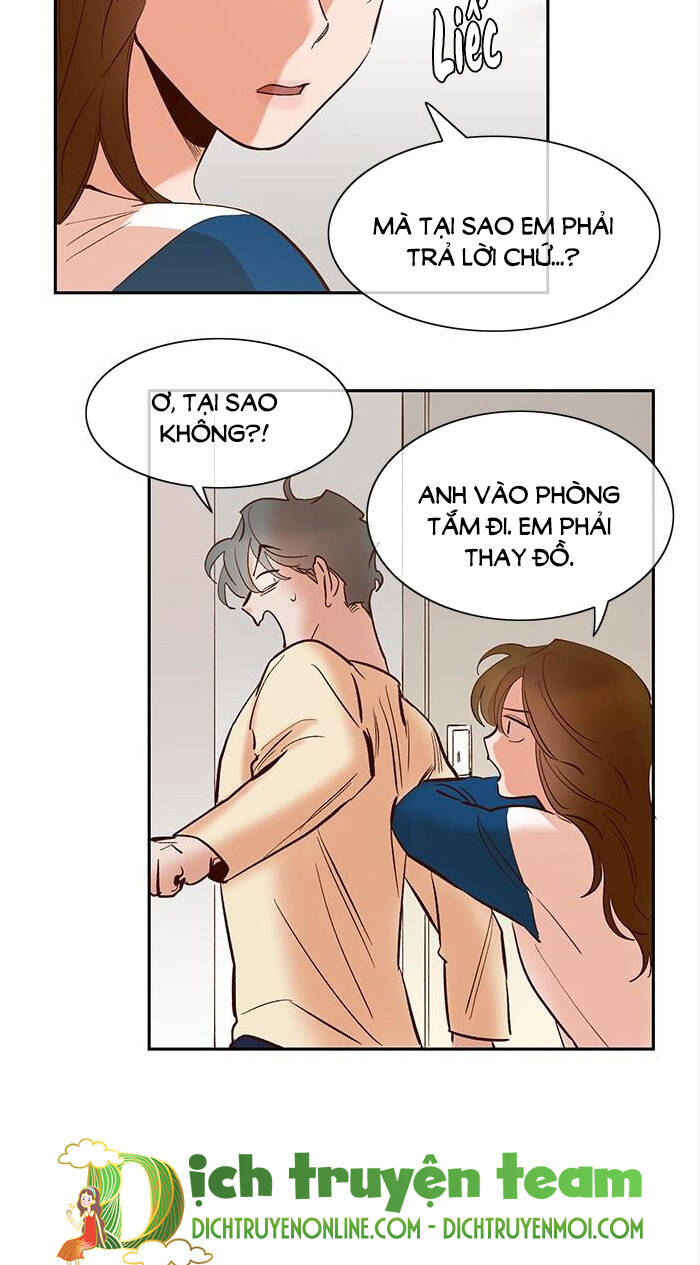 Liếc
MÀ TẠI SAO EM PHẢI
TRẢ LỜI CHỨ...?
Ơ, TẠI SAO
KHÔNG?!
ANH VÀO PHÒNG
TẮM ĐI. EM PHẢI
THAY ĐỒ.
Dịch truyện team
DICHTRUYENONLINE.COM - DICHTRUYENMOI.COM